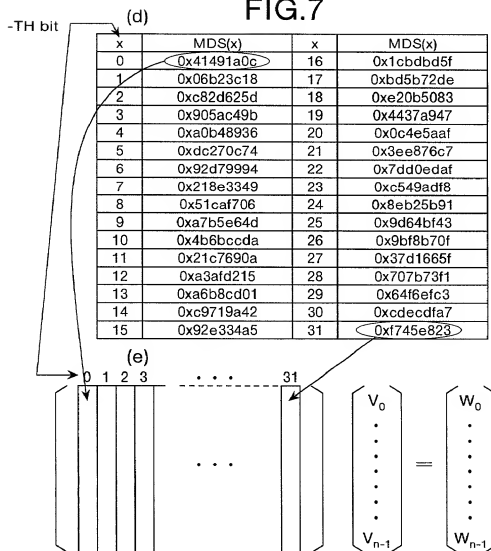 FIG.7
-TH bit
(d)
x MDS(x) x MDS(x)
0 0x41491a0c 16 0x1cbdbd5f
1 0x06b23c18 17 0xbd5b72de
2 0xc82d625d 18 0xe20b5083
3 0x905ac49b 19 0x4437a947
4 0xa0b48936 20 0x0c4e5aaf
5 0xdc270c74 21 0x3ee876c7
6 0x92d79994 22 0x7dd0edaf
7 0x218e3349 23 0xc549adf8
8 0x51caf706 24 0x8eb25b91
9 0xa7b5e64d 25 0x9d64bf43
10 0x4b6bccda 26 0x9bf8b70f
11 0x21c7690a 27 0x37d1665f
12 0xa3afd215 28 0x707b73f1
13 0xa6b8cd01 29 0x64f6efc3
14 0xc9719a42 30 0xcdecdfa7
15 0x92e334a5 31 0xf745e823
(e)
0 1 2 3 · · · 31
· · ·
V0 W0
=
Vn-1 Wn-1